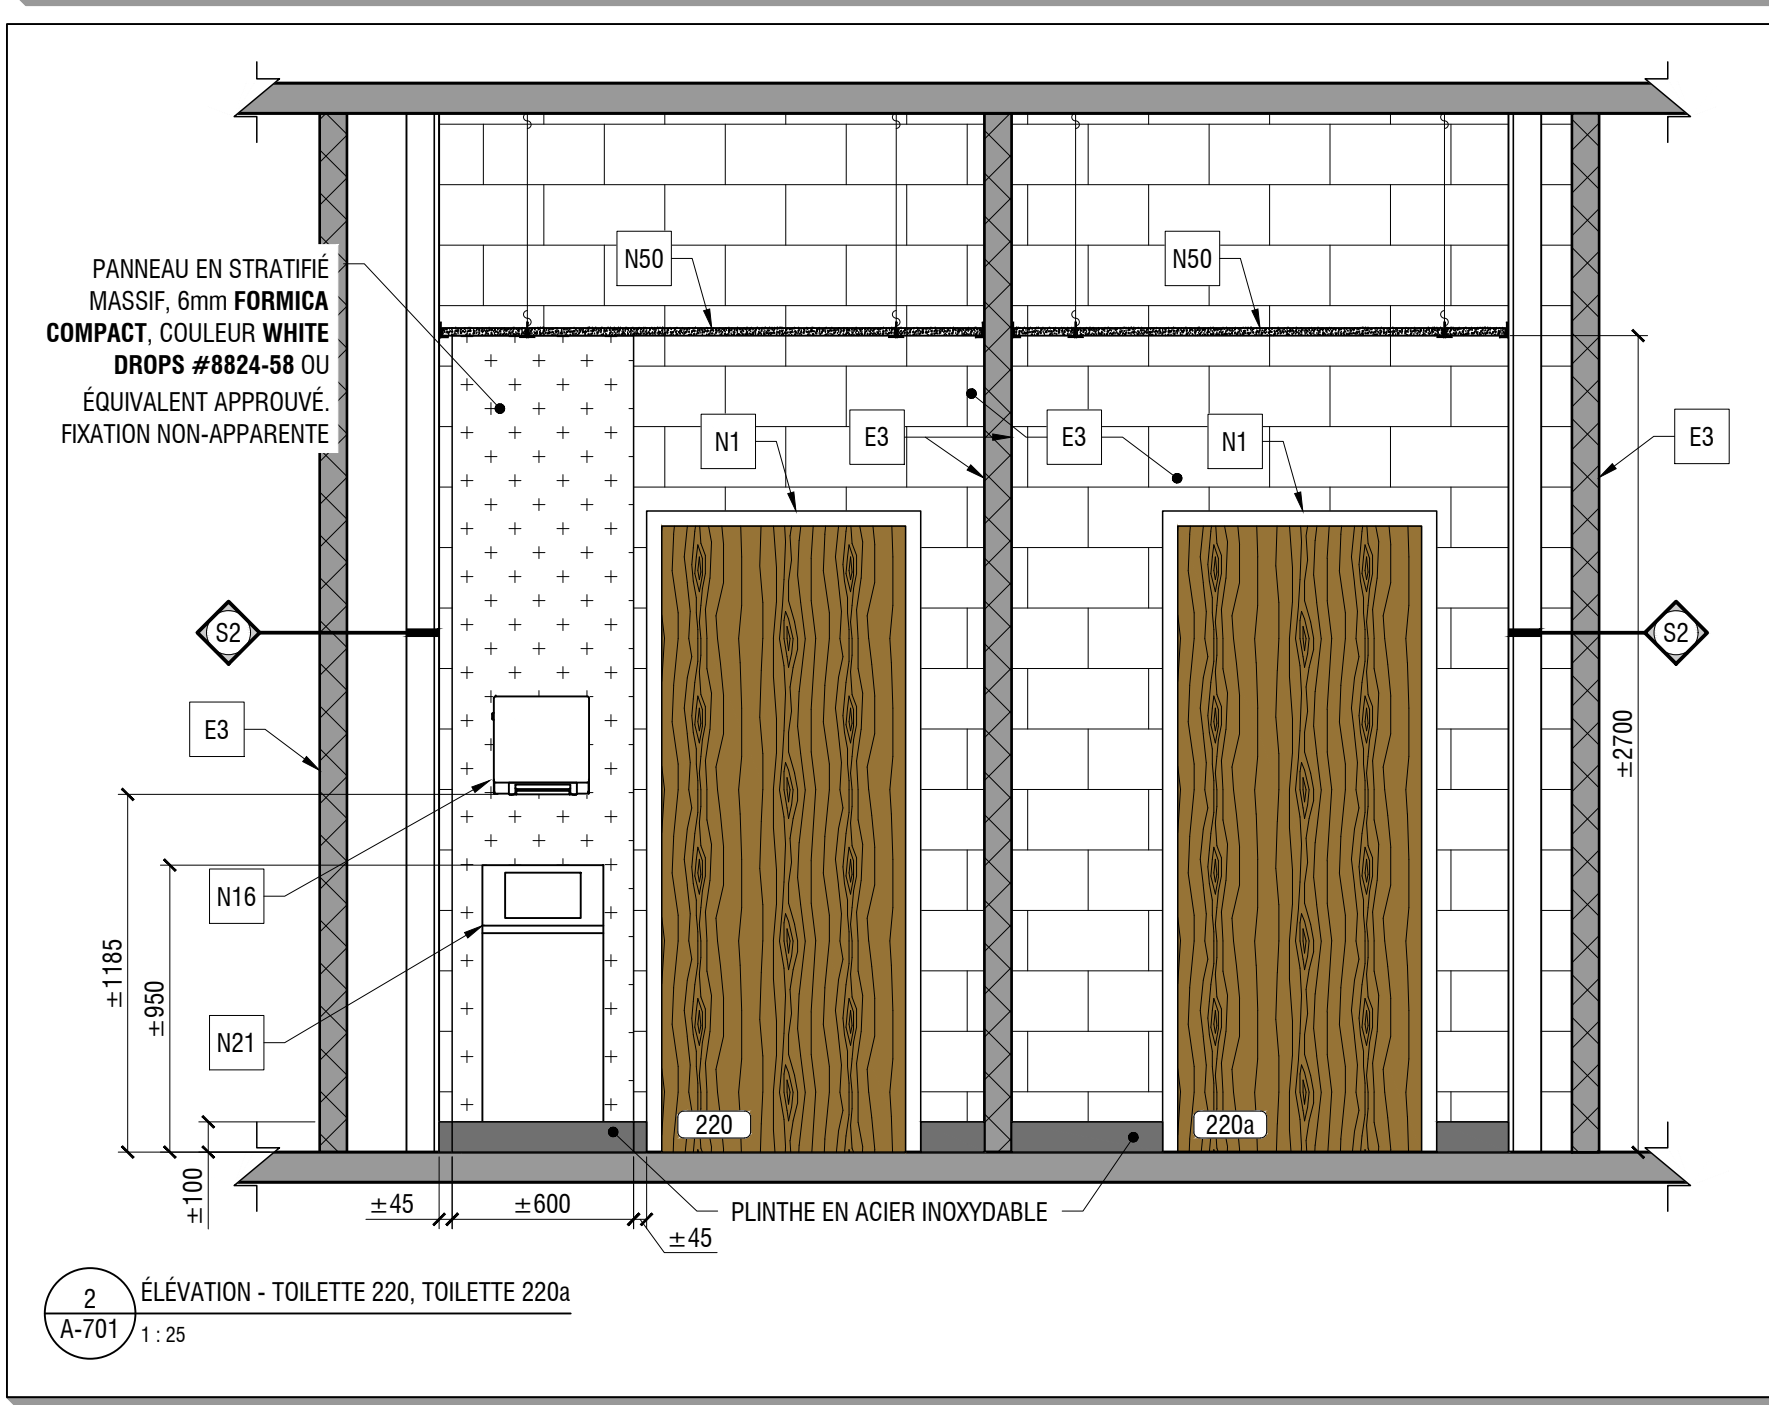 PANNEAU EN STRATIFIÉ
MASSIF, 6mm FORMICA
COMPACT, COULEUR WHITE
DROPS #8824-58 OU
ÉQUIVALENT APPROUVÉ.
FIXATION NON-APPARENTE
N50
N50
N1
E3
E3
N1
E3
S2
S2
E3
±2700
N16
±1185
±950
N21
220
220a
±100
±45
±600
±45
PLINTHE EN ACIER INOXYDABLE
2
A-701
ÉLÉVATION - TOILETTE 220, TOILETTE 220a
1 : 25